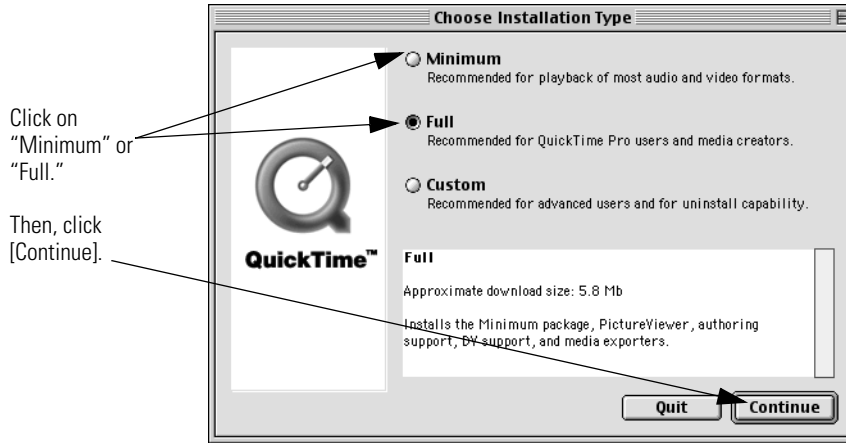 Choose Installation Type
Click on
“Minimum” or
“Full.”
Then, click
[Continue].
QuickTime™
Minimum
Recommended for playback of most audio and video formats.
Full
Recommended for QuickTime Pro users and media creators.
Custom
Recommended for advanced users and for uninstall capability.
Full
Approximate download size: 5.8 Mb
Installs the Minimum package, PictureViewer, authoring
support, DV support, and media exporters.
Quit
Continue